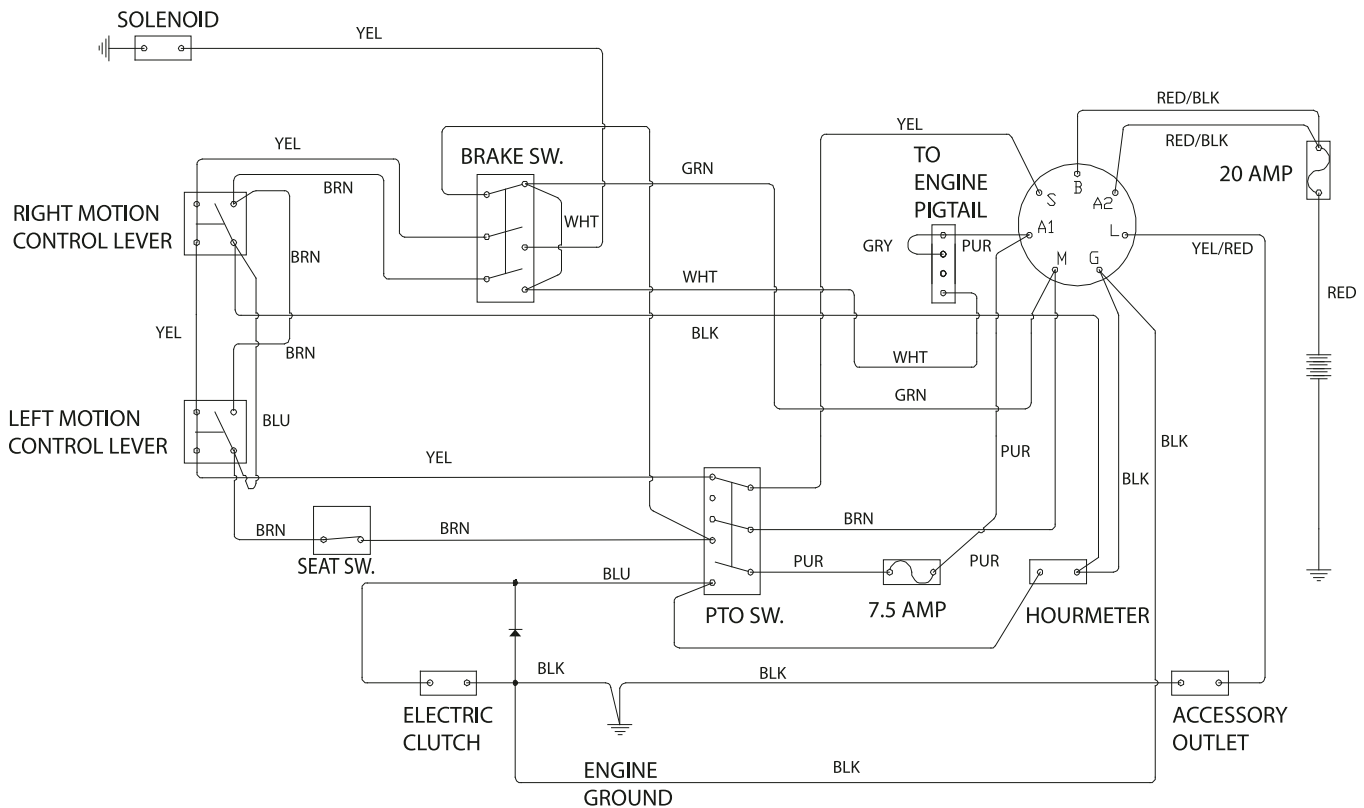 SOLENOID
YEL
RED/BLK
YEL
RED/BLK
YEL
BRAKE SW.
GRN
TO
ENGINE
PIGTAIL
20 AMP
BRN
B
S
A2
RIGHT MOTION
CONTROL LEVER
WHT
GRY
PUR
A1
L
YEL/RED
BRN
M
G
WHT
RED
YEL
BLK
BRN
WHT
GRN
LEFT MOTION
CONTROL LEVER
BLU
BLK
YEL
PUR
BLK
BRN
BRN
BRN
SEAT SW.
BLU
PUR
PUR
PTO SW.
7.5 AMP
HOURMETER
BLK
BLK
ELECTRIC
CLUTCH
ACCESSORY
OUTLET
ENGINE
GROUND
BLK